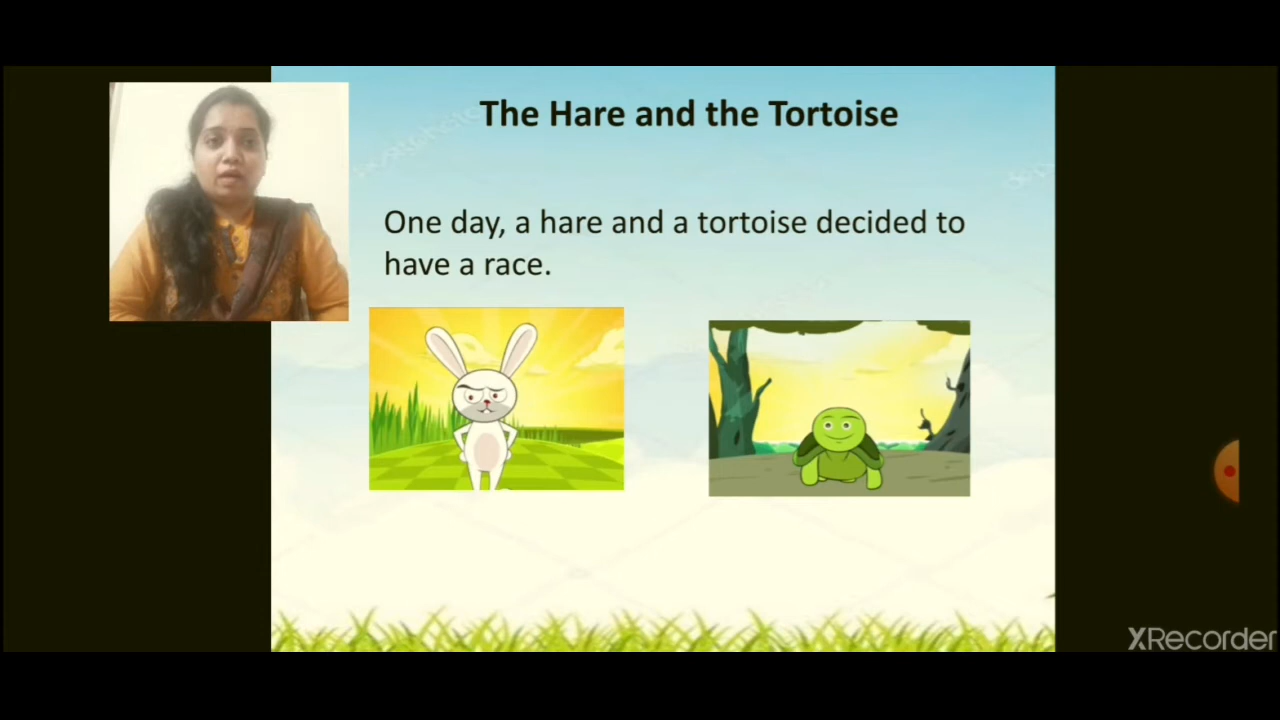 The Hare and the Tortoise
One day, a hare and a tortoise decided to
have a race.
XRecorder